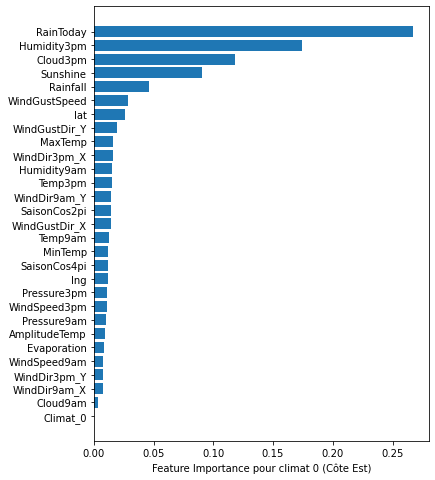 RainToday
Humidity3pm
Cloud3pm
Sunshine
Rainfall
WindGustSpeed
lat
WindGustDir_Y
MaxTemp
WindDir3pm_X
Humidity9am
Temp3pm
WindDir9am_Y
SaisonCos2pi
WindGustDir_X
Temp9am
MinTemp
SaisonCos4pi
lng
Pressure3pm
WindSpeed3pm
Pressure9am
AmplitudeTemp
Evaporation
WindSpeed9am
WindDir3pm_Y
WindDir9am_X
Cloud9am
Climat_0
0.00 0.05 0.10 0.15 0.20 0.25
Feature Importance pour climat 0 (Côte Est)